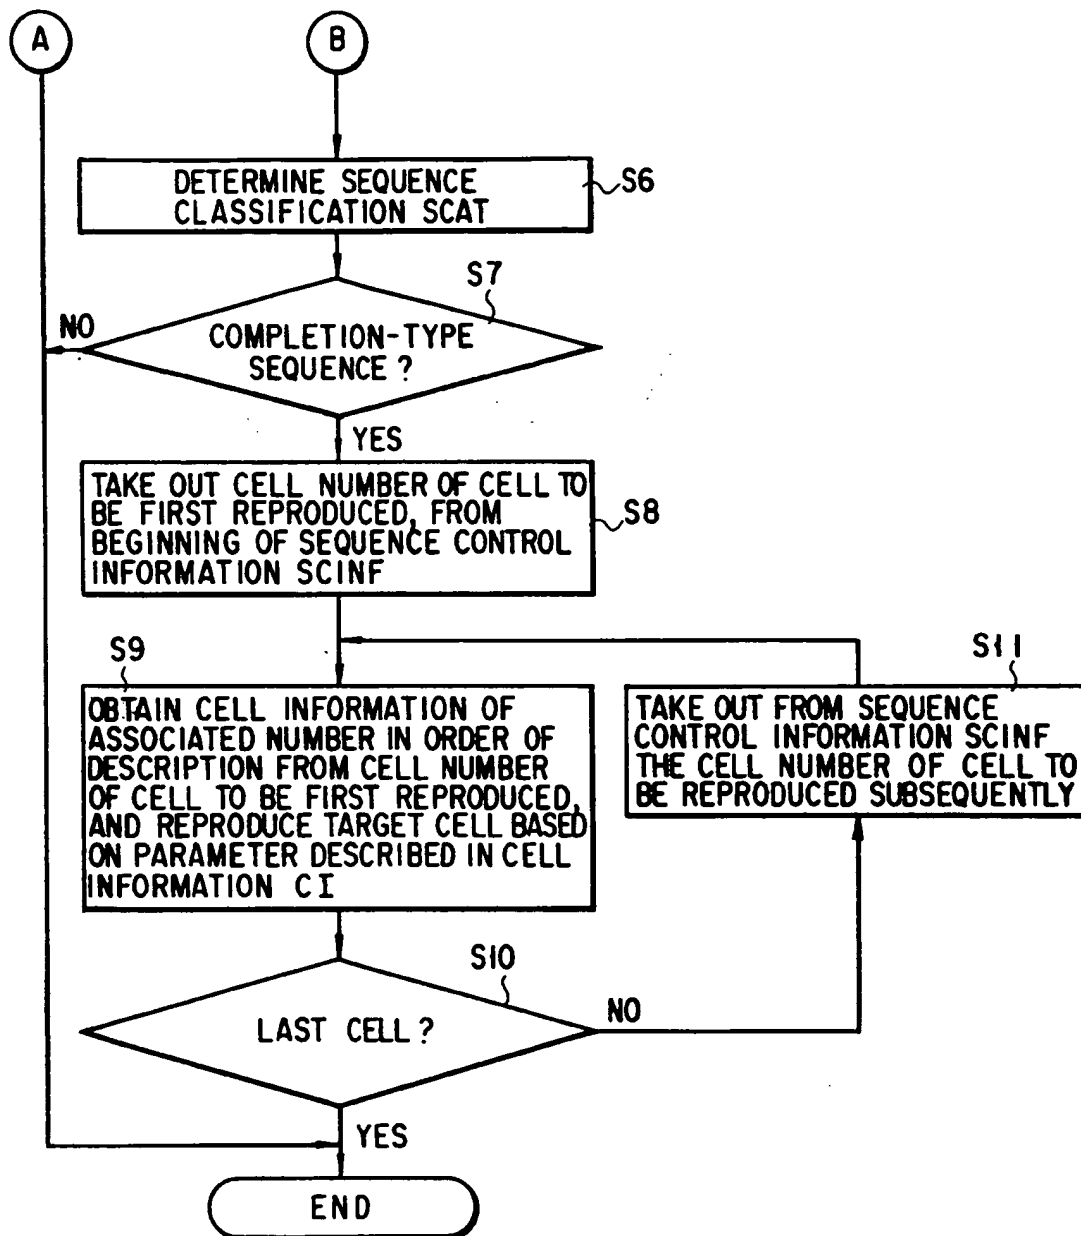 A
B
DETERMINE SEQUENCE
CLASSIFICATION SCAT
S6
S7
NO
COMPLETION-TYPE
SEQUENCE ?
YES
TAKE OUT CELL NUMBER OF CELL TO
BE FIRST REPRODUCED, FROM
BEGINNING OF SEQUENCE CONTROL
INFORMATION SCINF
S8
S9
OBTAIN CELL INFORMATION OF
ASSOCIATED NUMBER IN ORDER OF
DESCRIPTION FROM CELL NUMBER
OF CELL TO BE FIRST REPRODUCED,
AND REPRODUCE TARGET CELL BASED
ON PARAMETER DESCRIBED IN CELL
INFORMATION CI
S11
TAKE OUT FROM SEQUENCE
CONTROL INFORMATION SCINF
THE CELL NUMBER OF CELL TO
BE REPRODUCED SUBSEQUENTLY
S10
LAST CELL ?
NO
YES
END